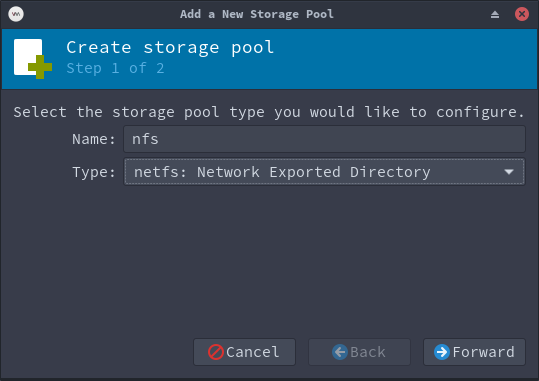 Add a New Storage Pool
Create storage pool
Step 1 of 2
Select the storage pool type you would like to configure.
Name: nfs
Type: netfs: Network Exported Directory
Cancel Back Forward